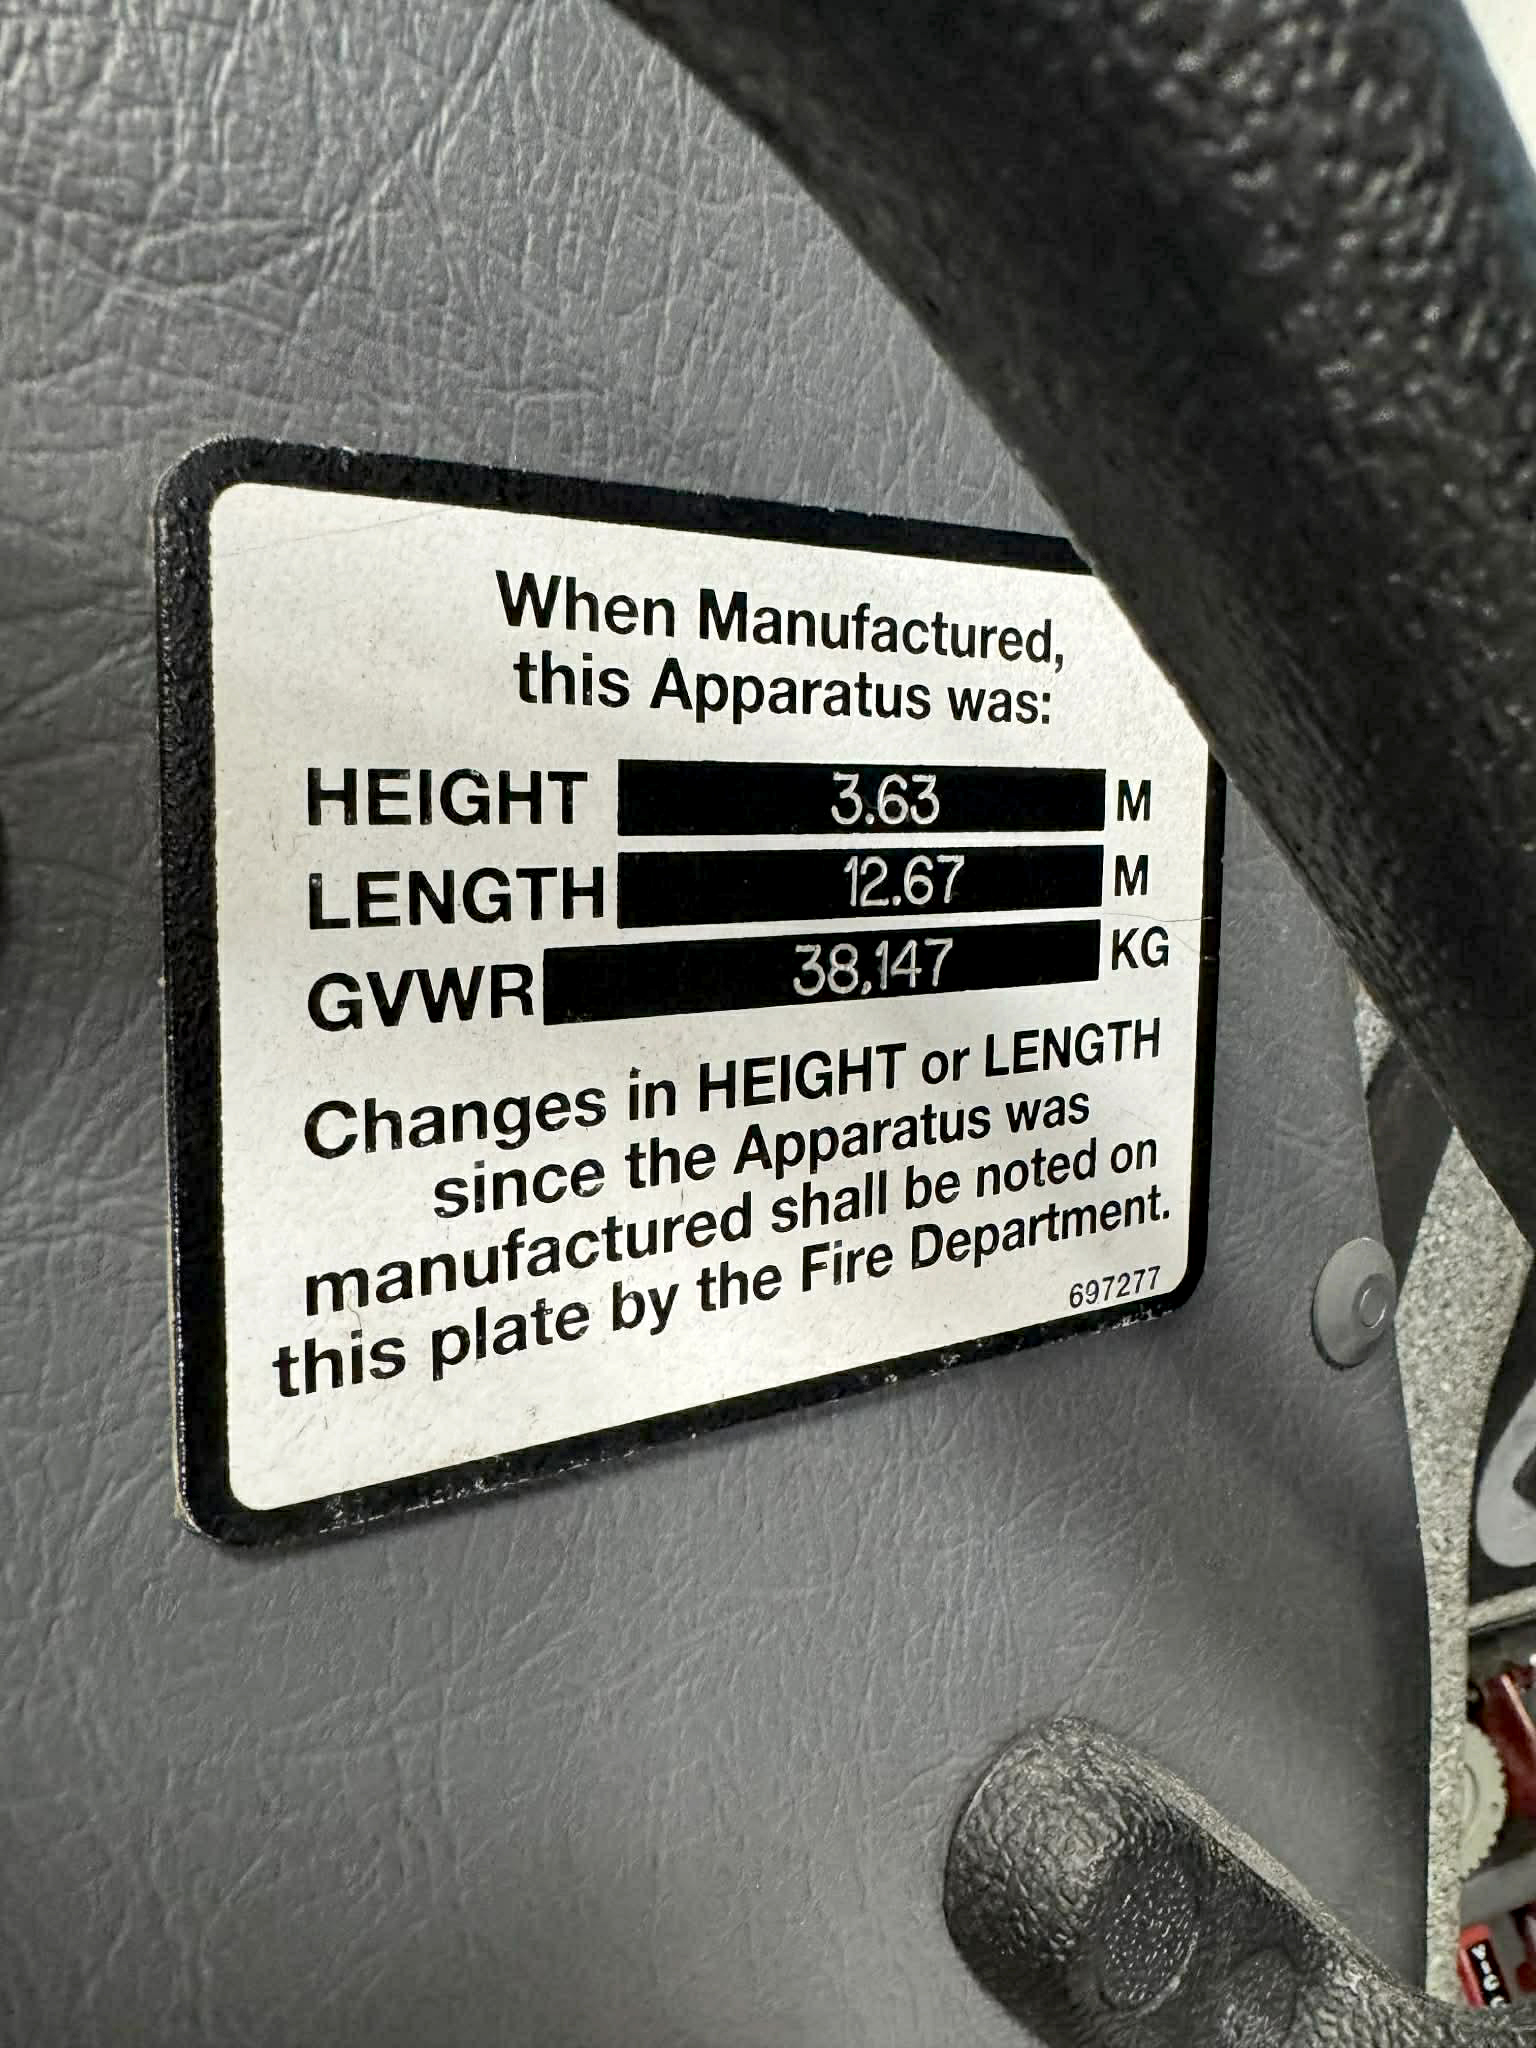 When Manufactured,
this Apparatus was:
HEIGHT 3.63 M
LENGTH 12.67 M
GVWR 38,147 KG
Changes in HEIGHT or LENGTH
since the Apparatus was
manufactured shall be noted on
this plate by the Fire Department.
697277